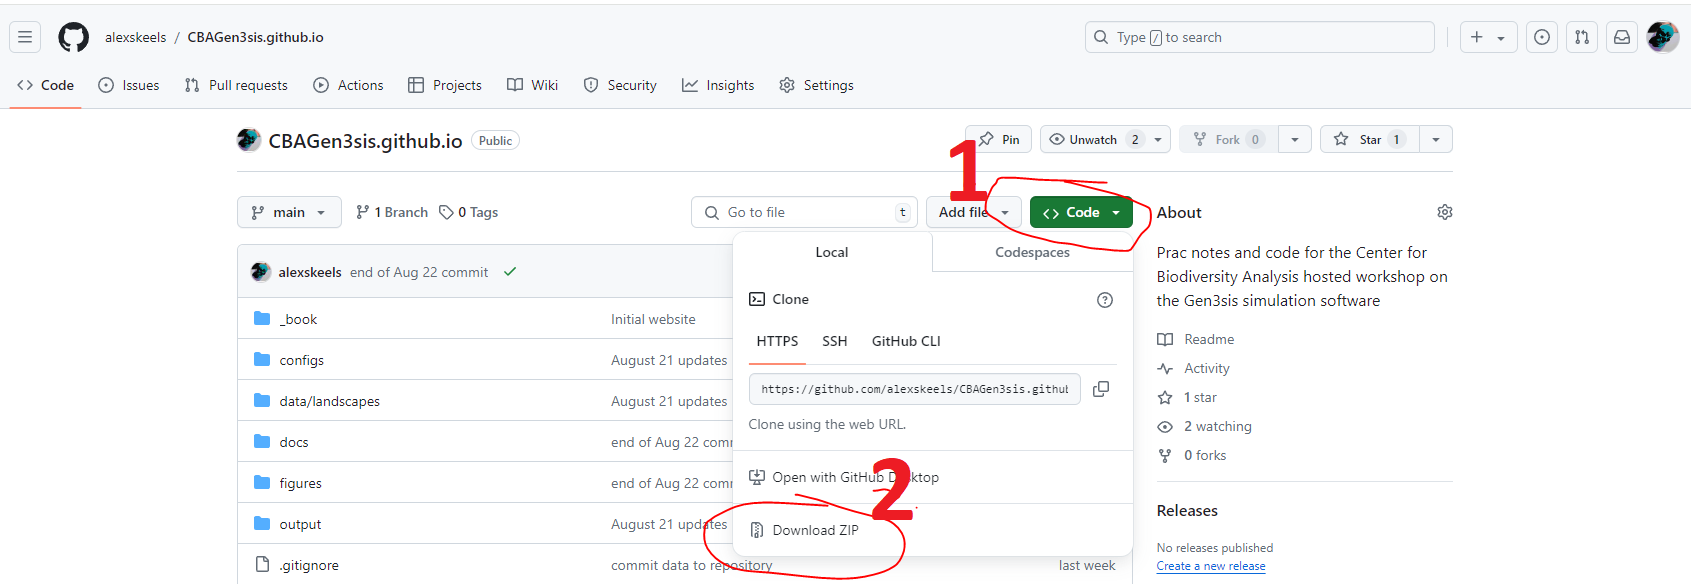 alexskeels / CBAGen3sis.github.io
Type / to search
Code Issues Pull requests Actions Projects Wiki Security Insights Settings
CBAGen3sis.github.io Public
Pin Unwatch 2 Fork 0 Star 1
1
main 1 Branch 0 Tags
Go to file t
Add file
Code
About
Local Codespaces
Prac notes and code for the Center for
Biodiversity Analysis hosted workshop on
the Gen3sis simulation software
alexskeels end of Aug 22 commit
Clone
_book Initial website
HTTPS SSH GitHub CLI
Readme
configs August 21 updates
Activity
https://github.com/alexskeels/CBAGen3sis.githu
data/landscapes August 21 updates
1 star
Clone using the web URL.
2 watching
docs end of Aug 22 com
0 forks
Open with GitHub Desktop
2
figures end of Aug 22 com
Releases
output August 21 updates
Download ZIP
No releases published
.gitignore commit data to repository last week
Create a new release